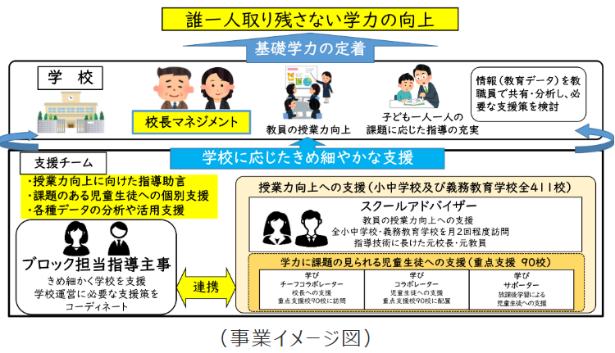 誰一人取り残さない学力の向上
基礎学力の定着
学 校
校長マネジメント
教員の授業力向上
子ども一人一人の
課題に応じた指導の充実
情報(教育データ)を教
職員で共有・分析し、必
要な支援策を検討
学校に応じたきめ細やかな支援
支援チーム
・授業力向上に向けた指導助言
・課題のある児童生徒への個別支援
・各種データの分析や活用支援
ブロック担当指導主事
きめ細かく学校を支援
学校運営に必要な支援策を
コーディネート
連携
授業力向上への支援(小中学校及び義務教育学校全411校)
スクールアドバイザー
教員の授業力向上への支援
全小中学校・義務教育学校を月2回程度訪問
指導技術に長けた元校長・元教員
学力に課題の見られる児童生徒への支援(重点支援 90校)
学び
チーフコラボレーター
校長への支援
重点支援校90校に訪問
学び
コラボレーター
児童生徒への支援
重点支援校90校に配置
学び
サポーター
放課後学習による
児童生徒への支援
(事業イメージ図)